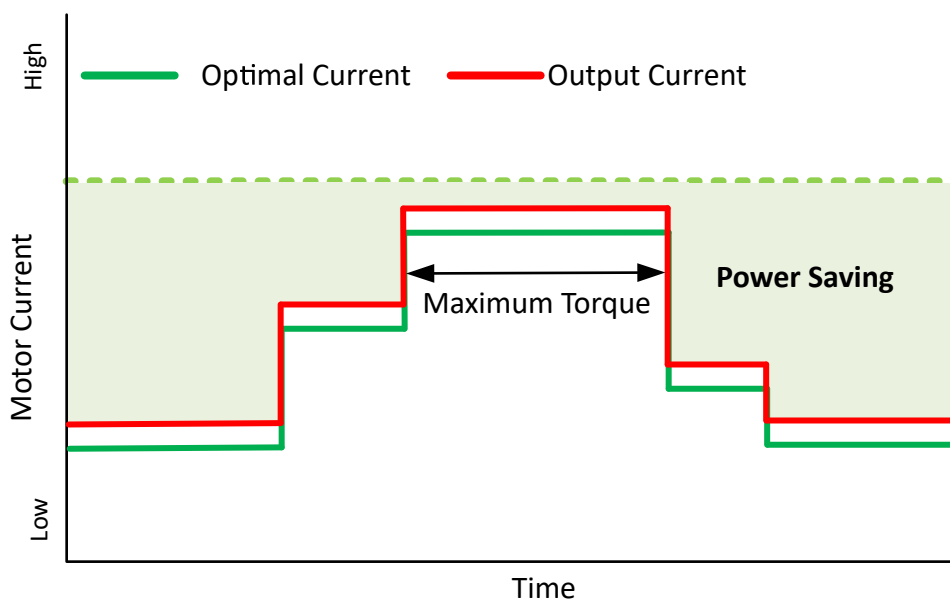 High
Optimal Current
Output Current
Motor Current
Power Saving
Maximum Torque
Low
Time